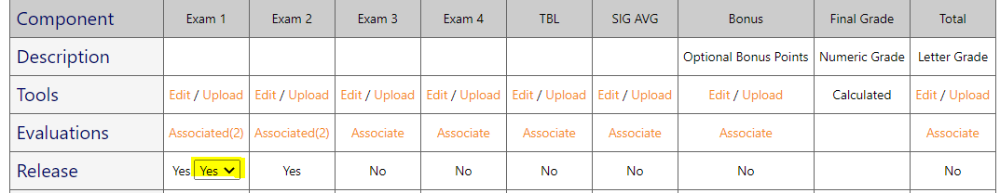 Component Exam 1 Exam 2 Exam 3 Exam 4 TBL SIG AVG Bonus Final Grade Total
Description Optional Bonus Points Numeric Grade Letter Grade
Tools Edit / Upload Edit / Upload Edit / Upload Edit / Upload Edit / Upload Edit / Upload Edit / Upload Calculated Edit / Upload
Evaluations Associated(2) Associated(2) Associate Associate Associate Associate Associate Associate
Release Yes Yes Yes No No No No No No